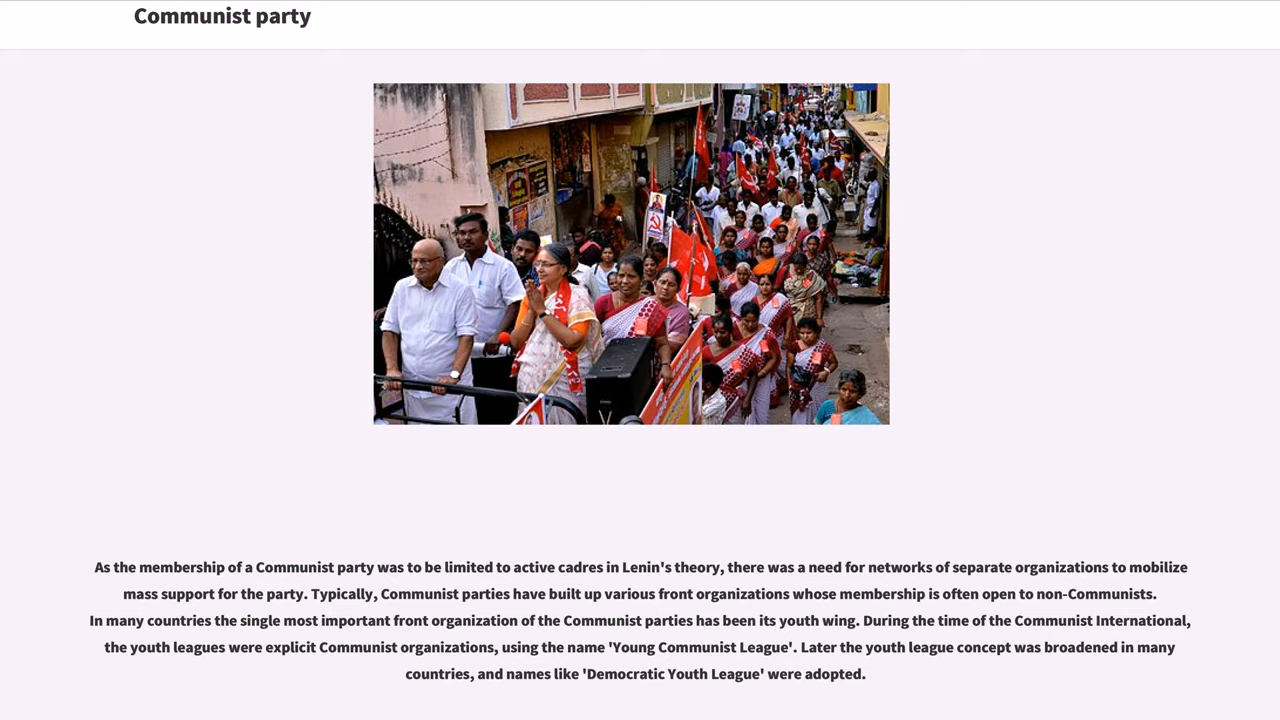 Communist party
As the membership of a Communist party was to be limited to active cadres in Lenin's theory, there was a need for networks of separate organizations to mobilize
mass support for the party. Typically, Communist parties have built up various front organizations whose membership is often open to non-Communists.
In many countries the single most important front organization of the Communist parties has been its youth wing. During the time of the Communist International,
the youth leagues were explicit Communist organizations, using the name 'Young Communist League'. Later the youth league concept was broadened in many
countries, and names like 'Democratic Youth League' were adopted.